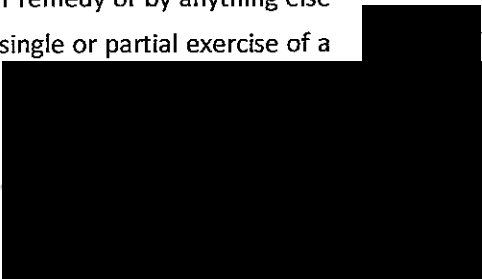 remedy or by anything else
single or partial exercise of a